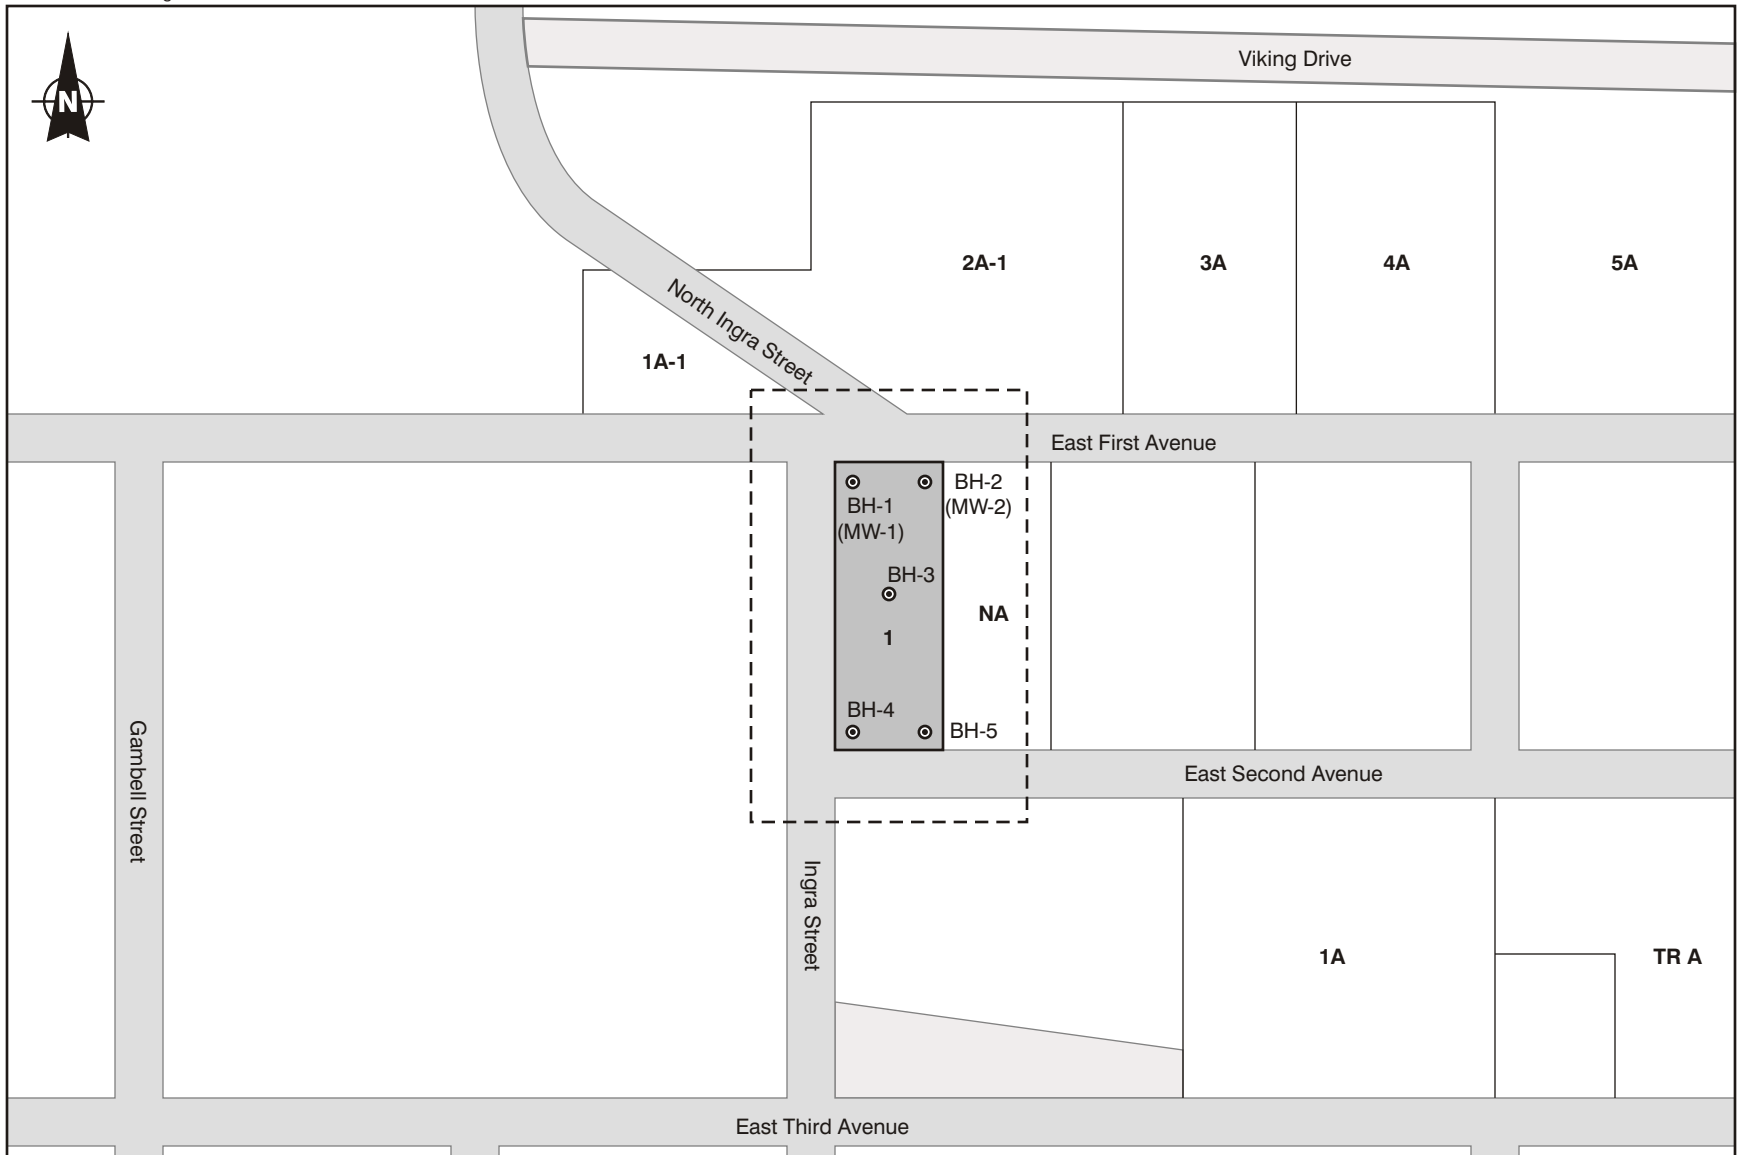 Viking Drive
N
2A-1
3A
4A
5A
North Ingra Street
1A-1
East First Avenue
BH-1
(MW-1)
BH-2
(MW-2)
BH-3
NA
1
BH-4
BH-5
Gambell Street
East Second Avenue
Ingra Street
1A
TR A
East Third Avenue